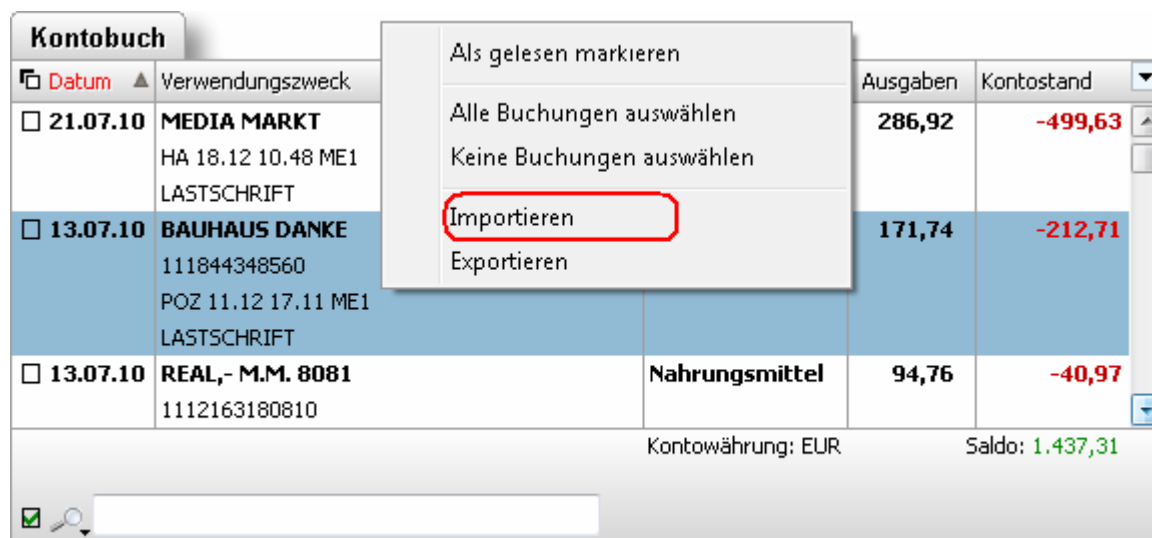 Kontobuch
Datum Verwendungszweck Ausgaben Kontostand
Als gelesen markieren
Alle Buchungen auswählen
Keine Buchungen auswählen
Importieren
Exportieren
21.07.10 MEDIA MARKT 286,92 -499,63
HA 18.12 10.48 ME1
LASTSCHRIFT
13.07.10 BAUHAUS DANKE 171,74 -212,71
111844348560
POZ 11.12 17.11 ME1
LASTSCHRIFT
13.07.10 REAL,- M.M. 8081 Nahrungsmittel 94,76 -40,97
1112163180810
Kontowährung: EUR Saldo: 1.437,31